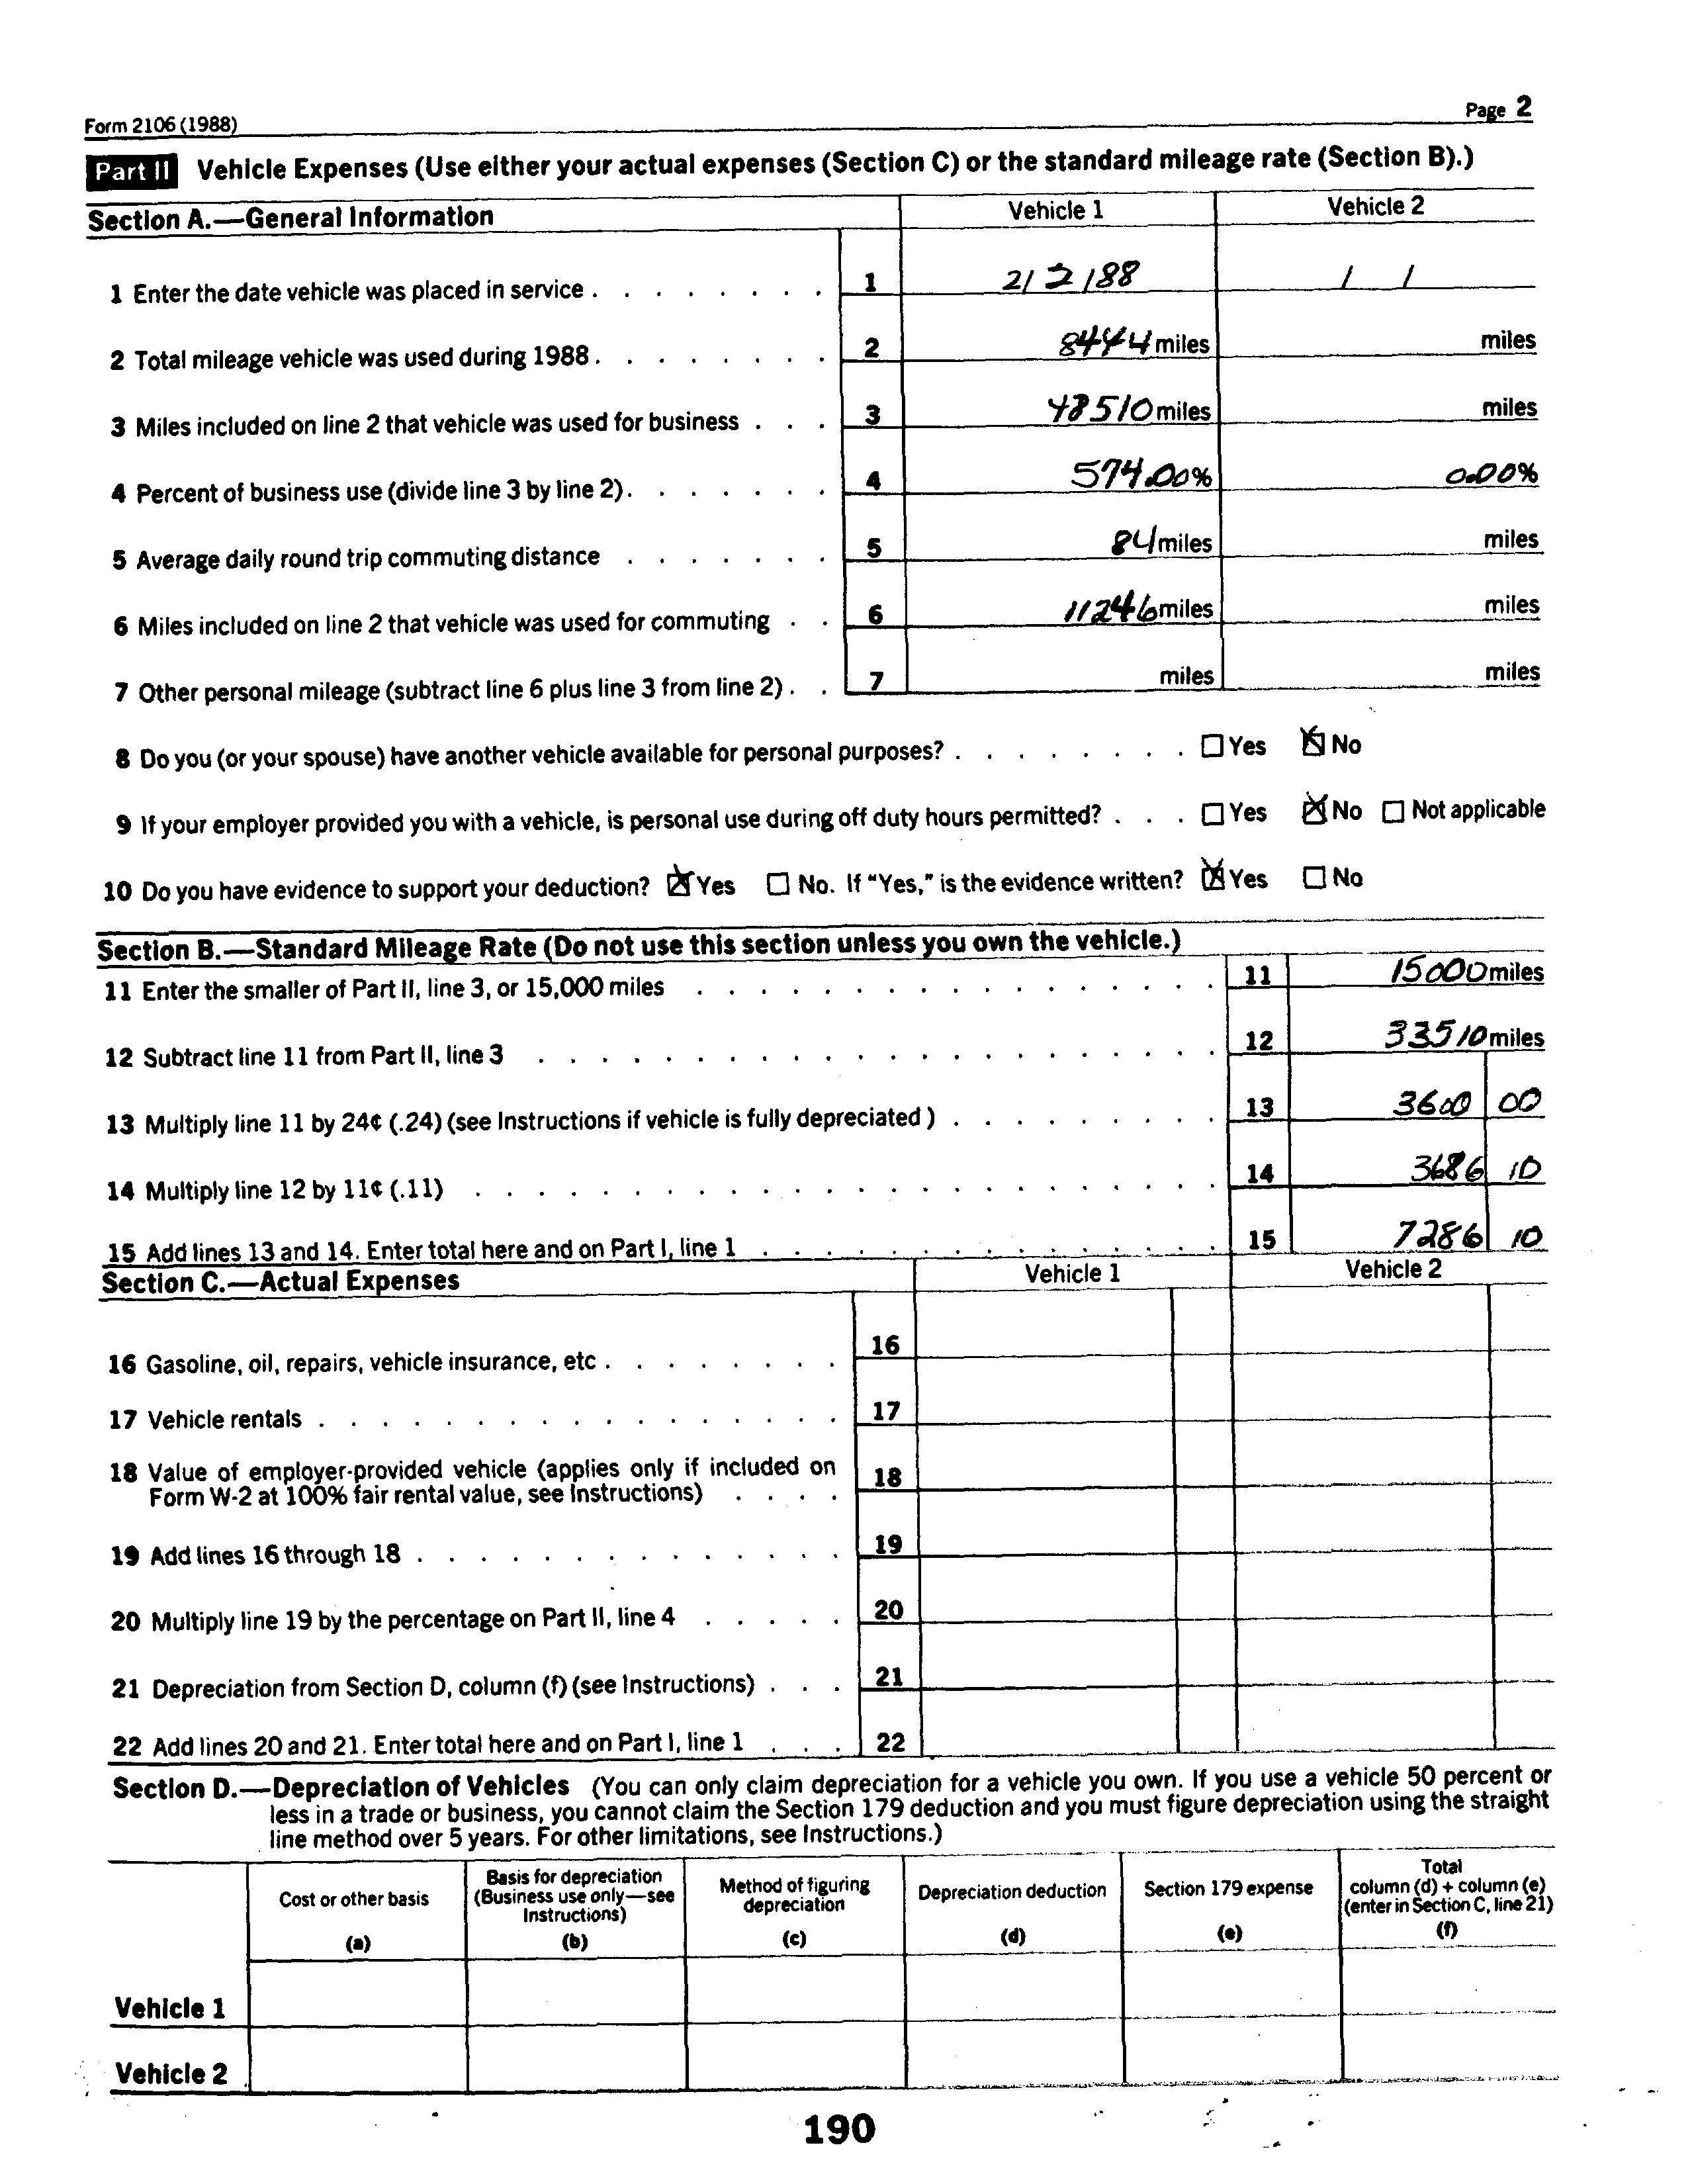 Form 2106 (1988) Page 2
Part II Vehicle Expenses (Use either your actual expenses (Section C) or the standard mileage rate (Section B).)
Section A.—General Information Vehicle 1 Vehicle 2
1 Enter the date vehicle was placed in service . . . . . . . . 1 2/ 2 /88 / /
2 Total mileage vehicle was used during 1988 . . . . . . . . 2 8444 miles miles
3 Miles included on line 2 that vehicle was used for business . . . 3 48510 miles miles
4 Percent of business use (divide line 3 by line 2) . . . . . . . 4 574.00% 0.00%
5 Average daily round trip commuting distance . . . . . . . 5 84 miles miles
6 Miles included on line 2 that vehicle was used for commuting . . 6 11246 miles miles
7 Other personal mileage (subtract line 6 plus line 3 from line 2) . . 7 miles miles
8 Do you (or your spouse) have another vehicle available for personal purposes? . . . . . . . . ☐ Yes ☒ No
9 If your employer provided you with a vehicle, is personal use during off duty hours permitted? . . . ☐ Yes ☒ No ☐ Not applicable
10 Do you have evidence to support your deduction? ☒ Yes ☐ No. If "Yes," is the evidence written? ☒ Yes ☐ No
Section B.—Standard Mileage Rate (Do not use this section unless you own the vehicle.)
11 Enter the smaller of Part II, line 3, or 15,000 miles . . . . . . . . . . . . . . . . . 11 15000 miles
12 Subtract line 11 from Part II, line 3 . . . . . . . . . . . . . . . . . . . . . . 12 33510 miles
13 Multiply line 11 by 24¢ (.24) (see Instructions if vehicle is fully depreciated ) . . . . . . . . . 13 3600 00
14 Multiply line 12 by 11¢ (.11) . . . . . . . . . . . . . . . . . . . . . . . . 14 3686 10
15 Add lines 13 and 14. Enter total here and on Part I, line 1 . . . . . . . . . . . . . . . 15 7286 10
Section C.—Actual Expenses Vehicle 1 Vehicle 2
16 Gasoline, oil, repairs, vehicle insurance, etc . . . . . . . . 16
17 Vehicle rentals . . . . . . . . . . . . . . . . . 17
18 Value of employer-provided vehicle (applies only if included on
Form W-2 at 100% fair rental value, see Instructions) . . . . 18
19 Add lines 16 through 18 . . . . . . . . . . . . . . 19
20 Multiply line 19 by the percentage on Part II, line 4 . . . . . 20
21 Depreciation from Section D, column (f) (see Instructions) . . . 21
22 Add lines 20 and 21. Enter total here and on Part I, line 1 . . . 22
Section D.—Depreciation of Vehicles (You can only claim depreciation for a vehicle you own. If you use a vehicle 50 percent or
less in a trade or business, you cannot claim the Section 179 deduction and you must figure depreciation using the straight
line method over 5 years. For other limitations, see Instructions.)
Cost or other basis
(a)
Basis for depreciation
(Business use only—see
Instructions)
(b)
Method of figuring
depreciation
(c)
Depreciation deduction
(d)
Section 179 expense
(e)
Total
column (d) + column (e)
(enter in Section C, line 21)
(f)
Vehicle 1
Vehicle 2
190